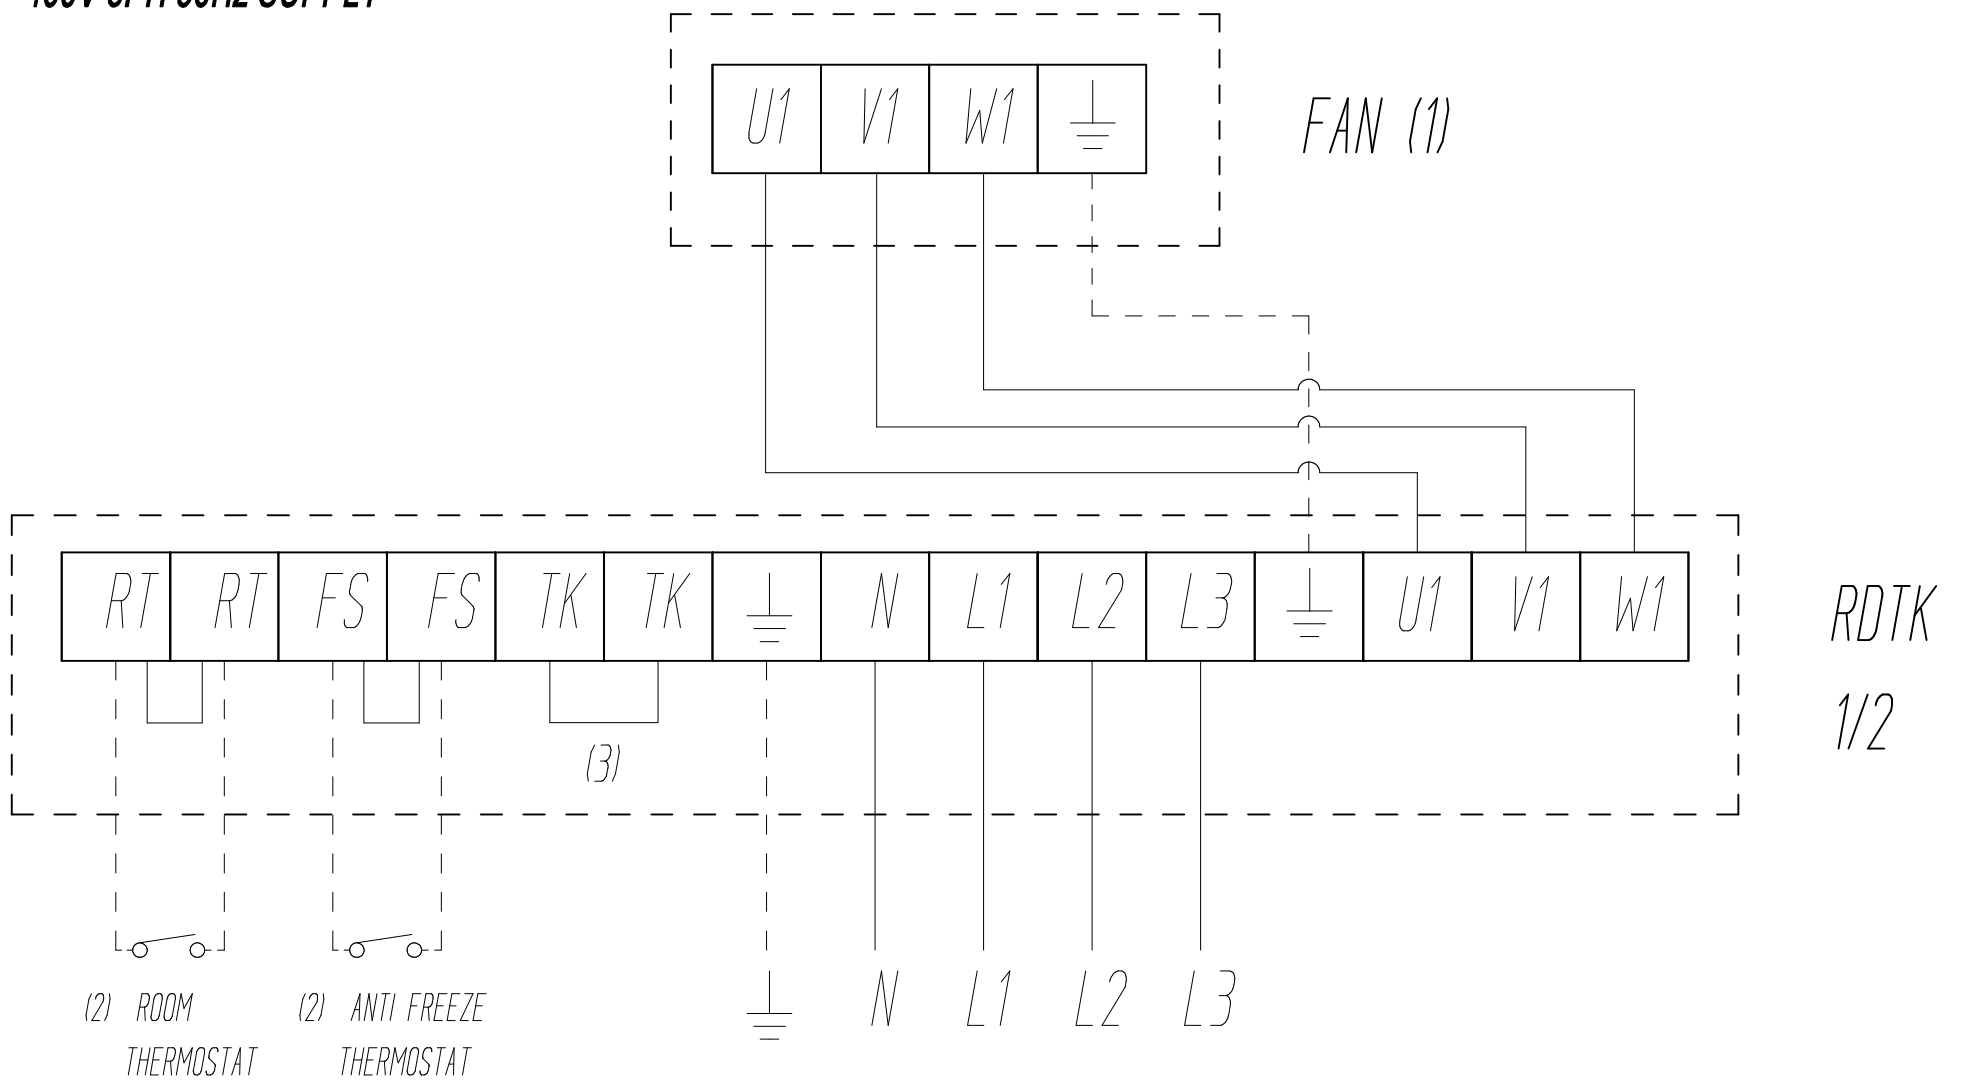 U1 V1 W1
FAN (1)
RT RT FS FS TK TK N L1 L2 L3 U1 V1 W1
RDTK
1/2
(3)
N L1 L2 L3
(2) ROOM
THERMOSTAT
(2) ANTI FREEZE
THERMOSTAT